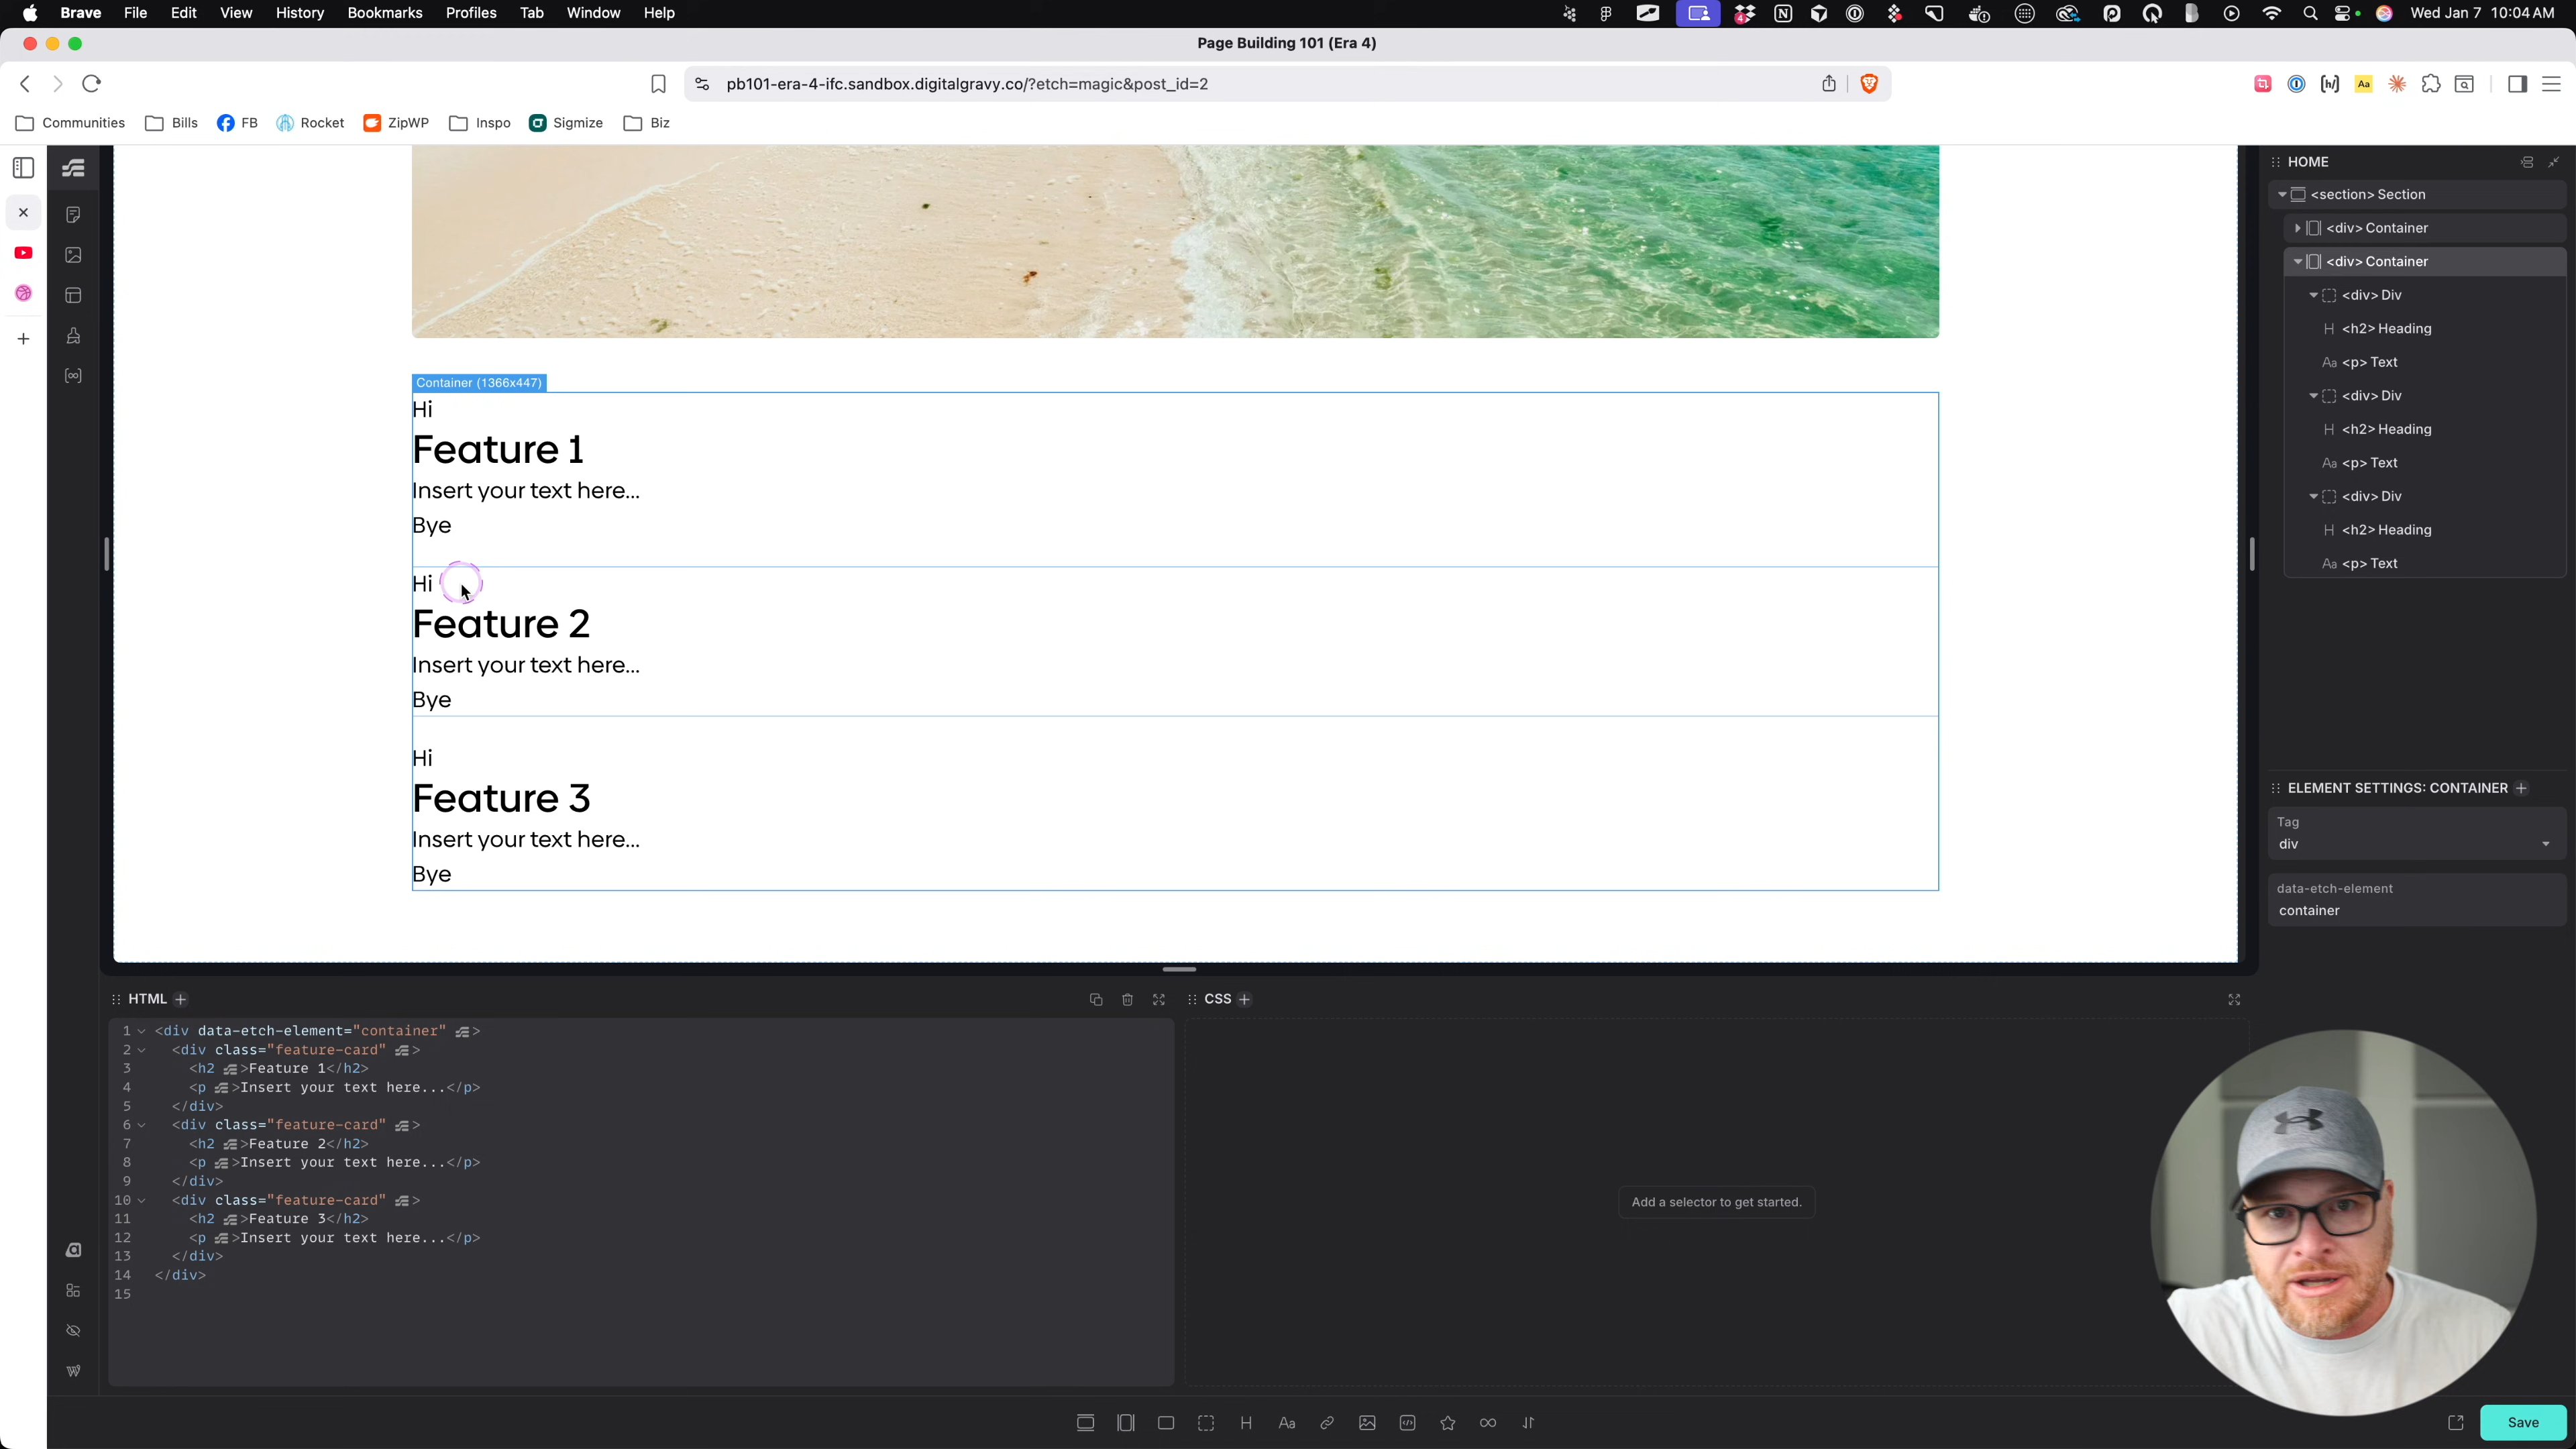 Brave File Edit View History Bookmarks Profiles Tab Window Help
Wed Jan 7 10:04 AM
Page Building 101 (Era 4)
pb101-era-4-ifc.sandbox.digitalgravy.co/?etch=magic&post_id=2
Communities Bills FB Rocket ZipWP Inspo Sigmize Biz
HOME
<section> Section
<div> Container
<div> Container
<div> Div
<h2> Heading
<p> Text
<div> Div
<h2> Heading
<p> Text
<div> Div
<h2> Heading
<p> Text
Container (1366x447)
Hi
Feature 1
Insert your text here...
Bye
Hi
Feature 2
Insert your text here...
Bye
Hi
Feature 3
Insert your text here...
Bye
ELEMENT SETTINGS: CONTAINER
Tag
div
data-etch-element
container
HTML
1 <div data-etch-element="container" >
2 <div class="feature-card" >
3 <h2 >Feature 1</h2>
4 <p >Insert your text here...</p>
5 </div>
6 <div class="feature-card" >
7 <h2 >Feature 2</h2>
8 <p >Insert your text here...</p>
9 </div>
10 <div class="feature-card" >
11 <h2 >Feature 3</h2>
12 <p >Insert your text here...</p>
13 </div>
14 </div>
15
CSS
Add a selector to get started.
Save